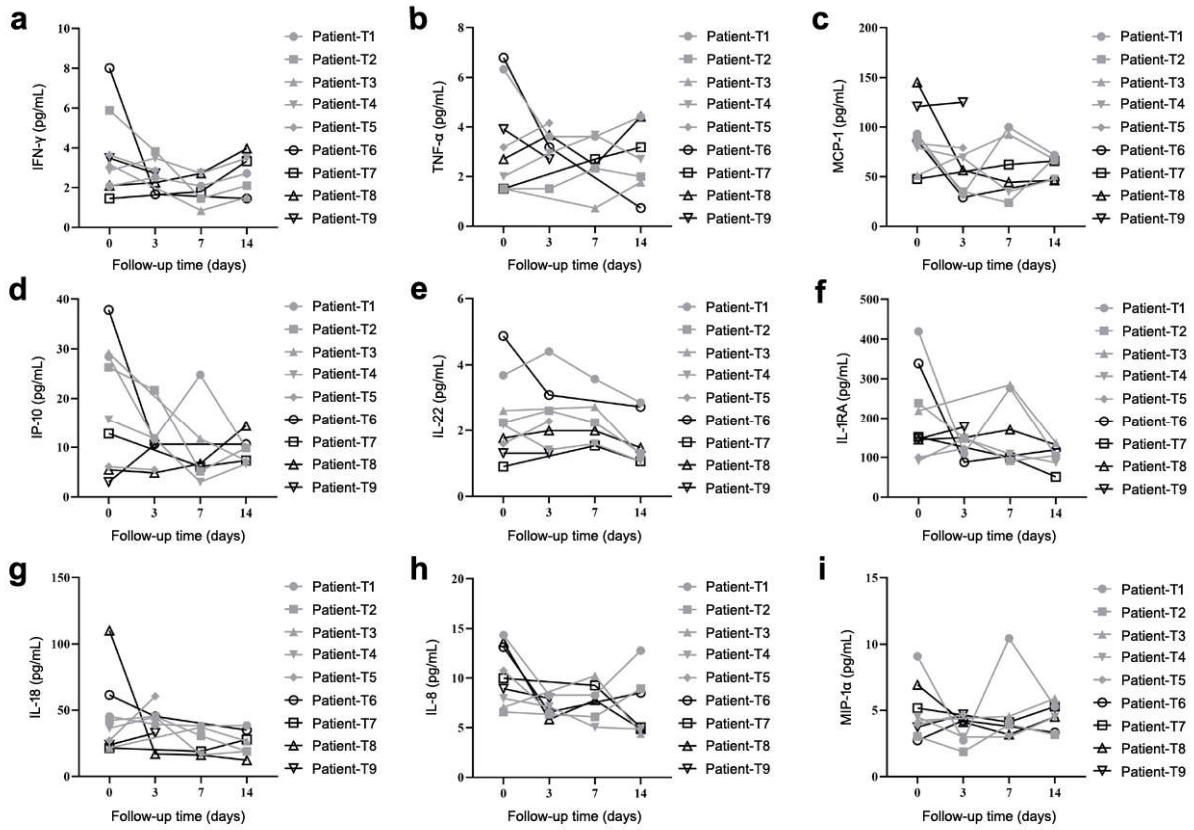 a
IFN-γ (pg/mL)
10
8
6
4
2
0
0 3 7 14
Follow-up time (days)
Patient-T1
Patient-T2
Patient-T3
Patient-T4
Patient-T5
Patient-T6
Patient-T7
Patient-T8
Patient-T9
b
TNF-α (pg/mL)
8
6
4
2
0
0 3 7 14
Follow-up time (days)
Patient-T1
Patient-T2
Patient-T3
Patient-T4
Patient-T5
Patient-T6
Patient-T7
Patient-T8
Patient-T9
c
MCP-1 (pg/mL)
200
150
100
50
0
0 3 7 14
Follow-up time (days)
Patient-T1
Patient-T2
Patient-T3
Patient-T4
Patient-T5
Patient-T6
Patient-T7
Patient-T8
Patient-T9
d
IP-10 (pg/mL)
40
30
20
10
0
0 3 7 14
Follow-up time (days)
Patient-T1
Patient-T2
Patient-T3
Patient-T4
Patient-T5
Patient-T6
Patient-T7
Patient-T8
Patient-T9
e
IL-22 (pg/mL)
6
4
2
0
0 3 7 14
Follow-up time (days)
Patient-T1
Patient-T2
Patient-T3
Patient-T4
Patient-T5
Patient-T6
Patient-T7
Patient-T8
Patient-T9
f
IL-1RA (pg/mL)
500
400
300
200
100
0
0 3 7 14
Follow-up time (days)
Patient-T1
Patient-T2
Patient-T3
Patient-T4
Patient-T5
Patient-T6
Patient-T7
Patient-T8
Patient-T9
g
IL-18 (pg/mL)
150
100
50
0
0 3 7 14
Follow-up time (days)
Patient-T1
Patient-T2
Patient-T3
Patient-T4
Patient-T5
Patient-T6
Patient-T7
Patient-T8
Patient-T9
h
IL-8 (pg/mL)
20
15
10
5
0
0 3 7 14
Follow-up time (days)
Patient-T1
Patient-T2
Patient-T3
Patient-T4
Patient-T5
Patient-T6
Patient-T7
Patient-T8
Patient-T9
i
MIP-1α (pg/mL)
15
10
5
0
0 3 7 14
Follow-up time (days)
Patient-T1
Patient-T2
Patient-T3
Patient-T4
Patient-T5
Patient-T6
Patient-T7
Patient-T8
Patient-T9